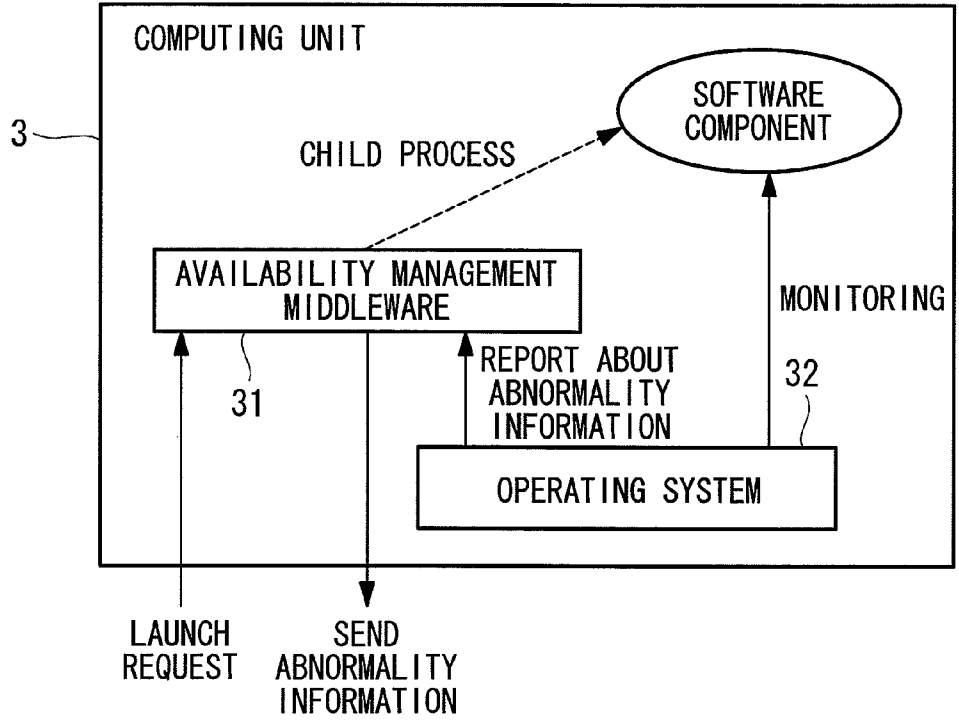 COMPUTING UNIT
SOFTWARE
COMPONENT
3
CHILD PROCESS
AVAILABILITY MANAGEMENT
MIDDLEWARE
MONITORING
31
REPORT ABOUT
ABNORMALITY
INFORMATION
32
OPERATING SYSTEM
LAUNCH
REQUEST
SEND
ABNORMALITY
INFORMATION